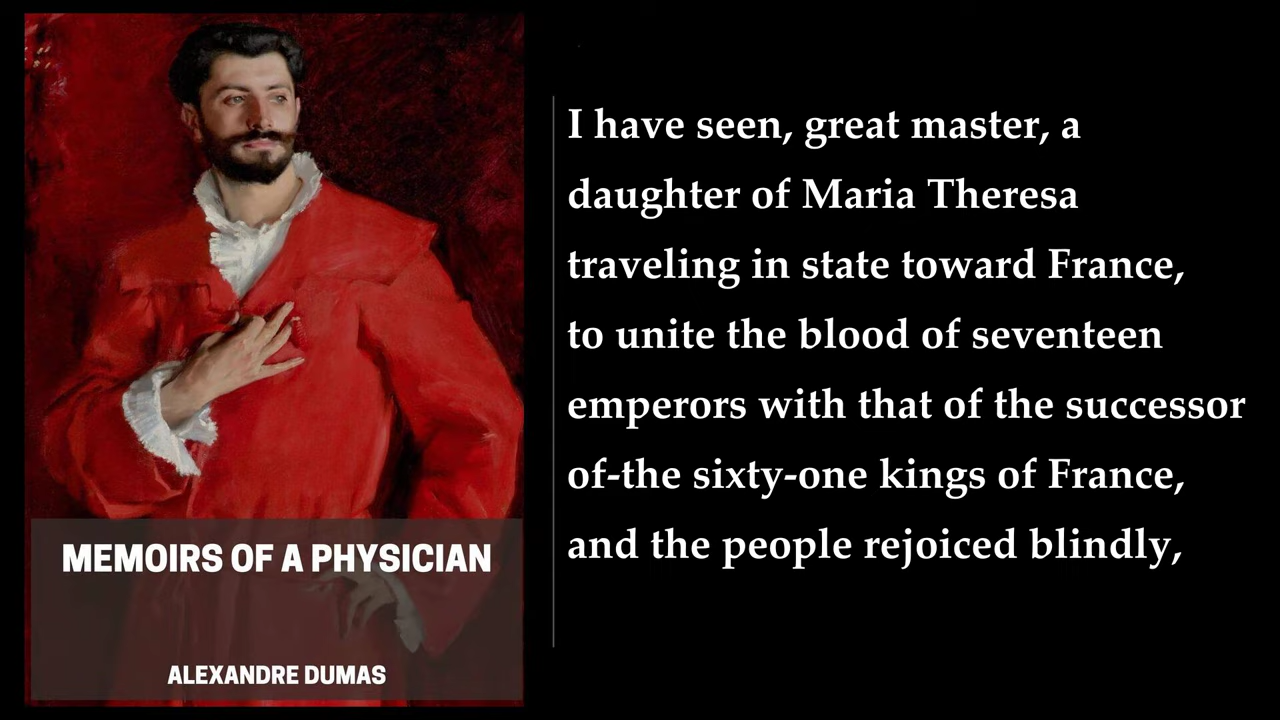 MEMOIRS OF A PHYSICIAN
ALEXANDRE DUMAS
I have seen, great master, a
daughter of Maria Theresa
traveling in state toward France,
to unite the blood of seventeen
emperors with that of the successor
of-the sixty-one kings of France,
and the people rejoiced blindly,